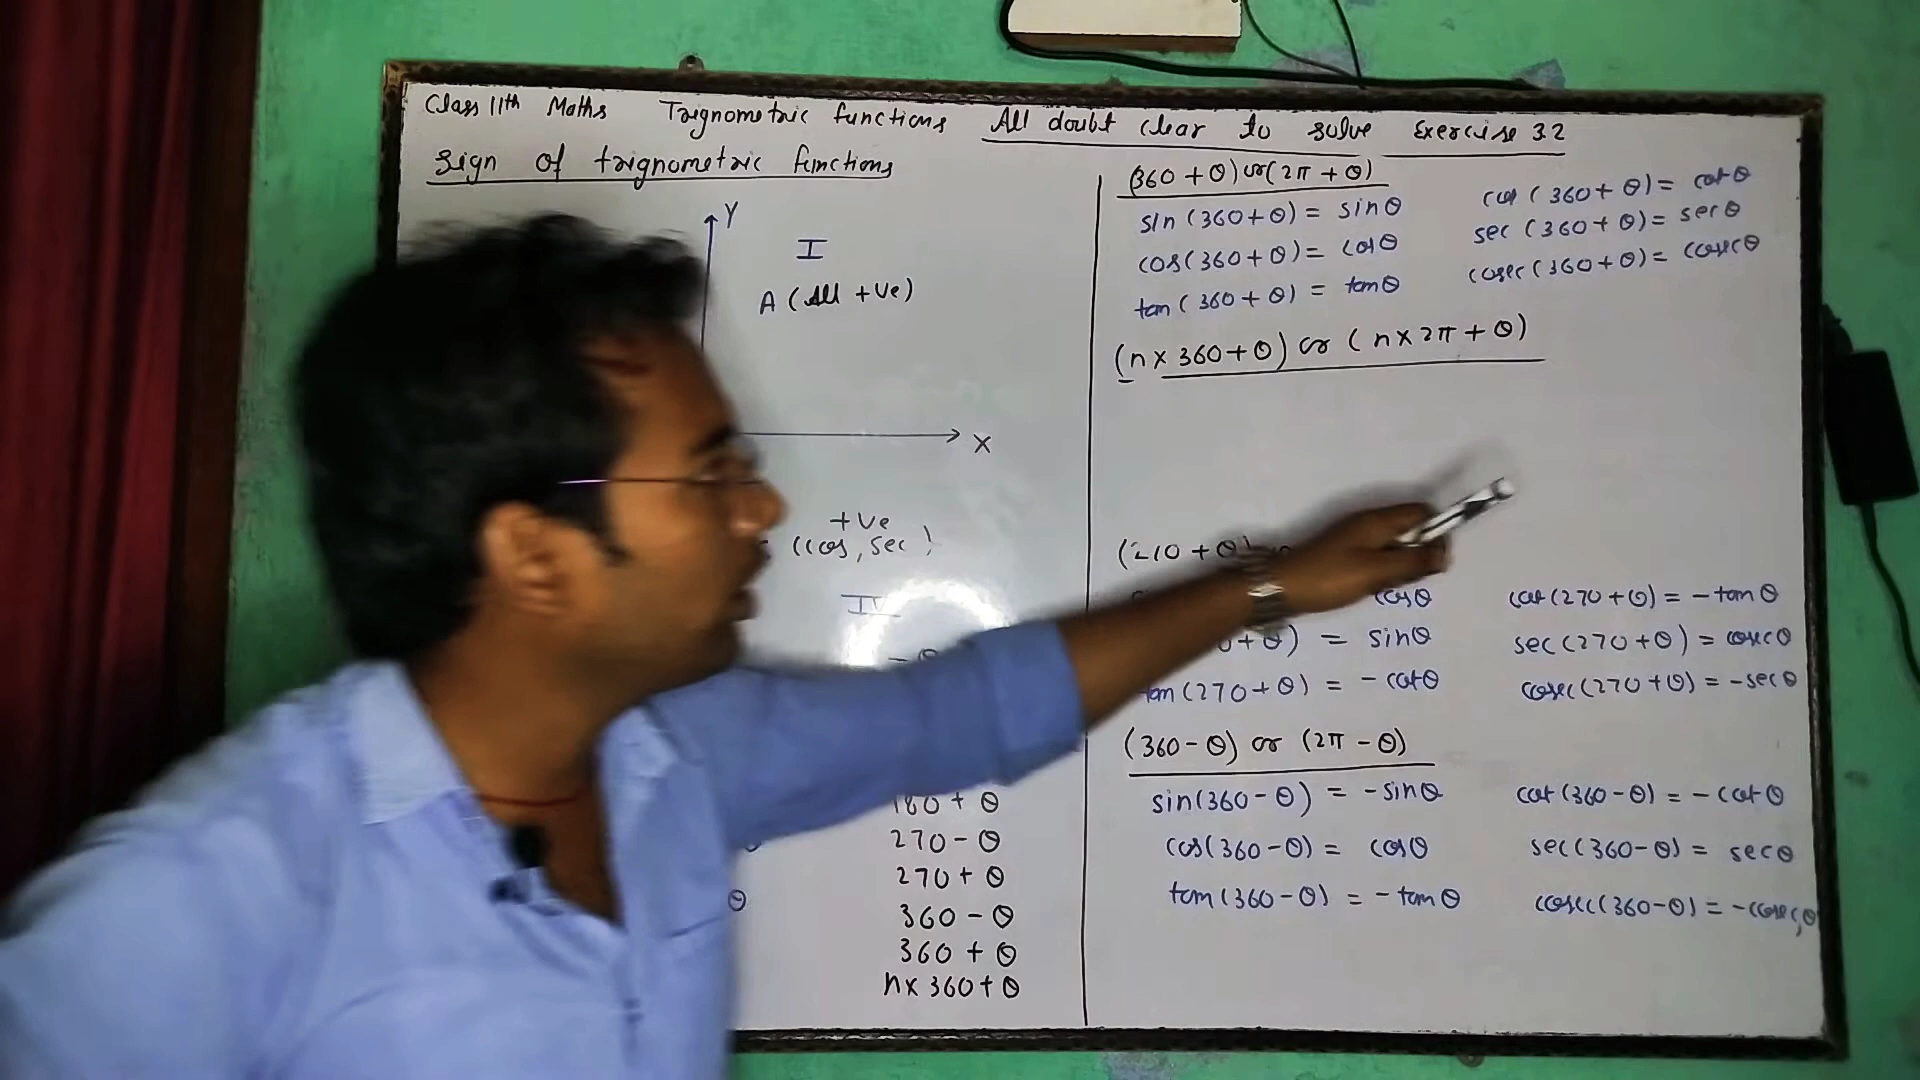 Class 11th Maths Trignometric functions All doubt clear to solve Exercise 3.2
Sign of trignometric functions
Y
I
A (All +ve)
X
+ve
(cos, sec)
IV
- θ
180 + θ
270 - θ
270 + θ
θ
360 - θ
360 + θ
n x 360 + θ
(360 + θ) or (2π + θ)
sin (360 + θ) = sinθ
cos (360 + θ) = cosθ
tan (360 + θ) = tanθ
cot (360 + θ) = cotθ
sec (360 + θ) = secθ
cosec (360 + θ) = cosecθ
(n x 360 + θ) or (n x 2π + θ)
(270 + θ)
cosθ
+ θ) = sinθ
tan (270 + θ) = - cotθ
cot (270 + θ) = - tanθ
sec (270 + θ) = cosecθ
cosec (270 + θ) = - secθ
(360 - θ) or (2π - θ)
sin (360 - θ) = - sinθ
cos (360 - θ) = cosθ
tan (360 - θ) = - tanθ
cot (360 - θ) = - cotθ
sec (360 - θ) = secθ
cosec (360 - θ) = - cosecθ